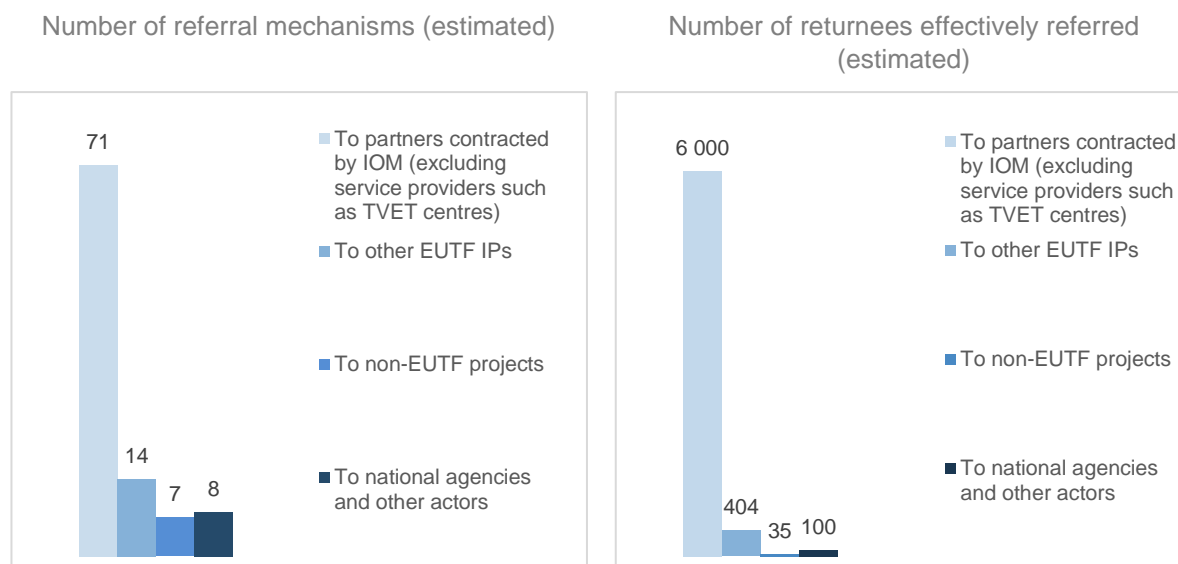 Number of referral mechanisms (estimated)
71
14
7
8
To partners contracted
by IOM (excluding
service providers such
as TVET centres)
To other EUTF IPs
To non-EUTF projects
To national agencies
and other actors
Number of returnees effectively referred
(estimated)
6 000
404
35
100
To partners contracted
by IOM (excluding
service providers such
as TVET centres)
To other EUTF IPs
To non-EUTF projects
To national agencies
and other actors